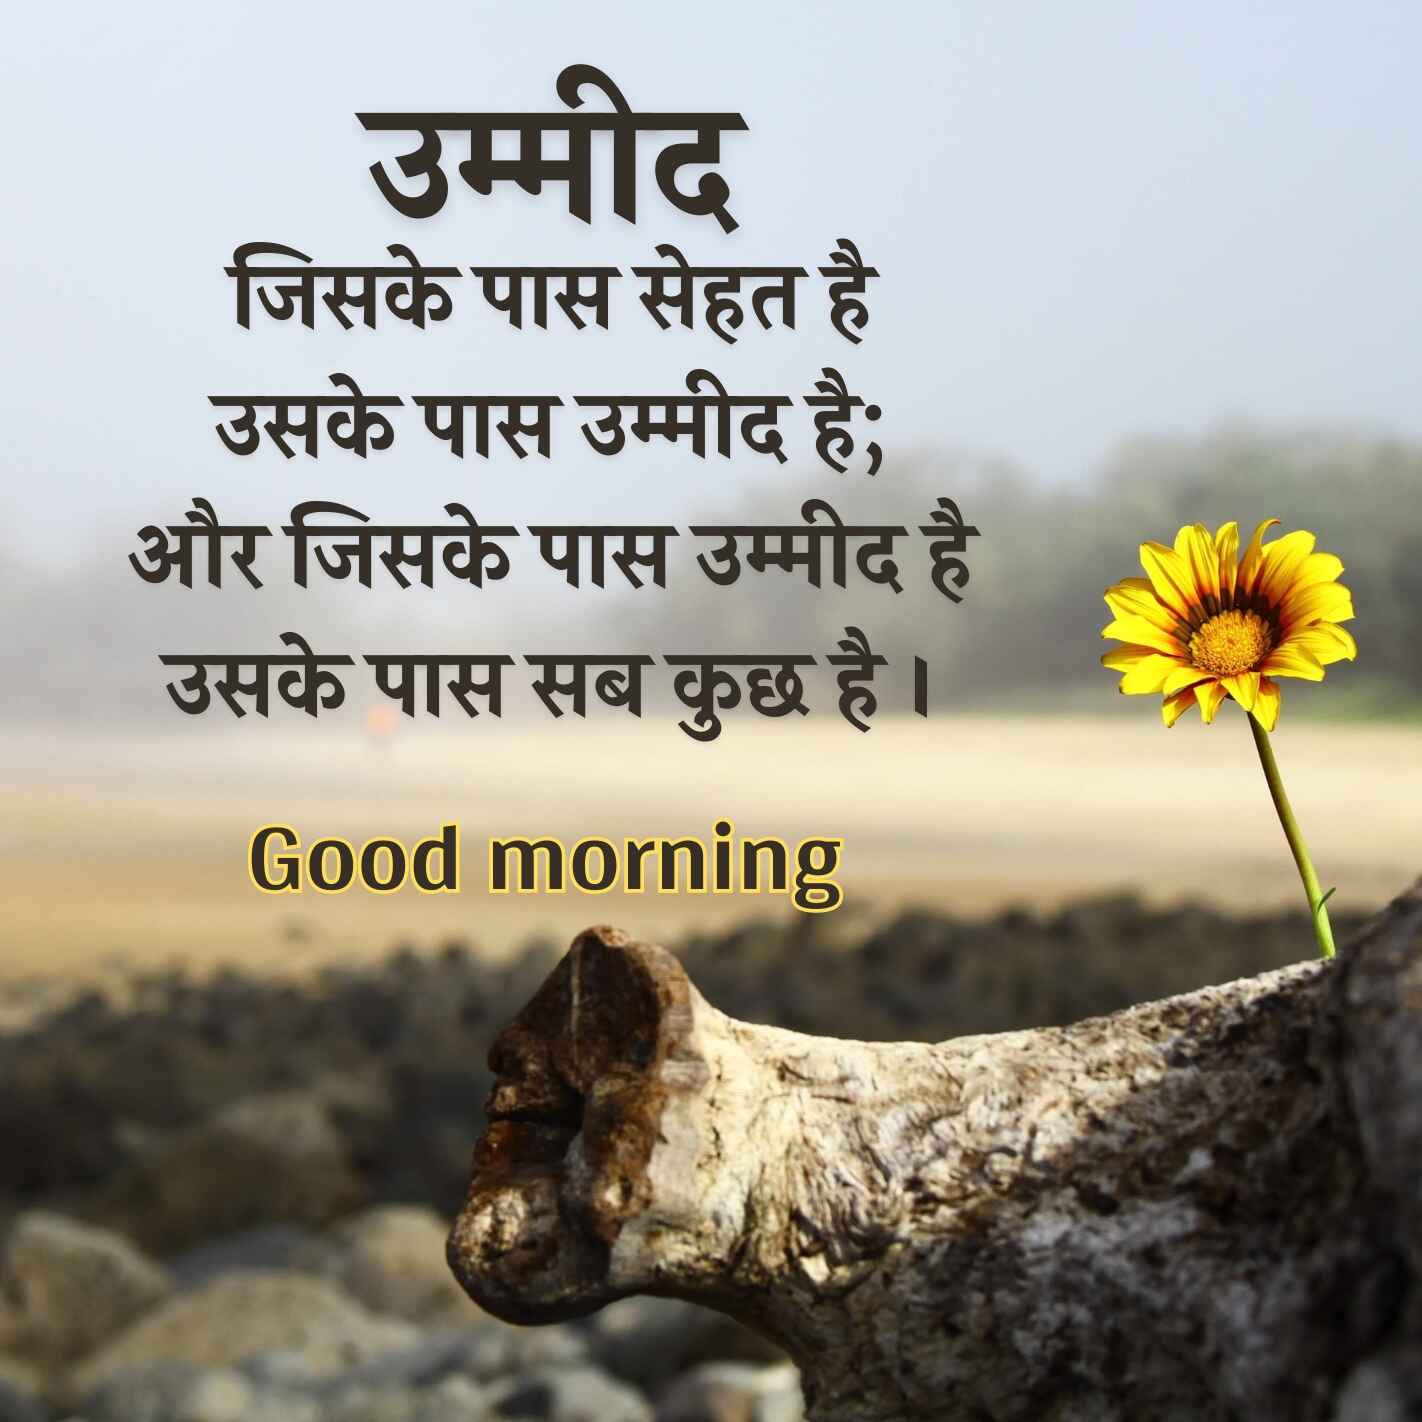 उम्मीद
जिसके पास सेहत है
उसके पास उम्मीद है;
और जिसके पास उम्मीद है
उसके पास सब कुछ है ।
Good morning